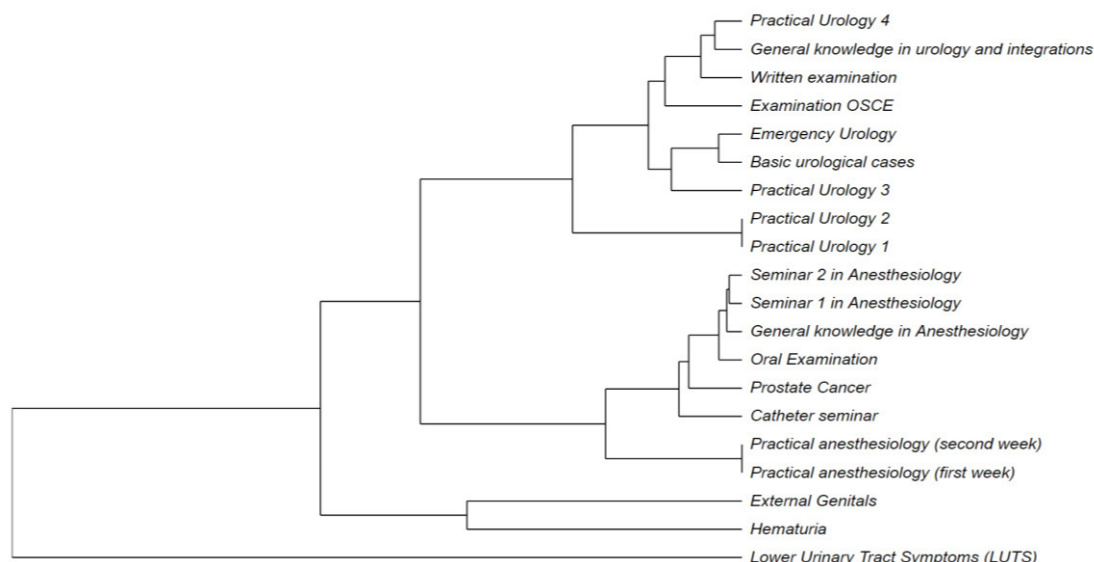 Practical Urology 4
General knowledge in urology and integrations
Written examination
Examination OSCE
Emergency Urology
Basic urological cases
Practical Urology 3
Practical Urology 2
Practical Urology 1
Seminar 2 in Anesthesiology
Seminar 1 in Anesthesiology
General knowledge in Anesthesiology
Oral Examination
Prostate Cancer
Catheter seminar
Practical anesthesiology (second week)
Practical anesthesiology (first week)
External Genitals
Hematuria
Lower Urinary Tract Symptoms (LUTS)